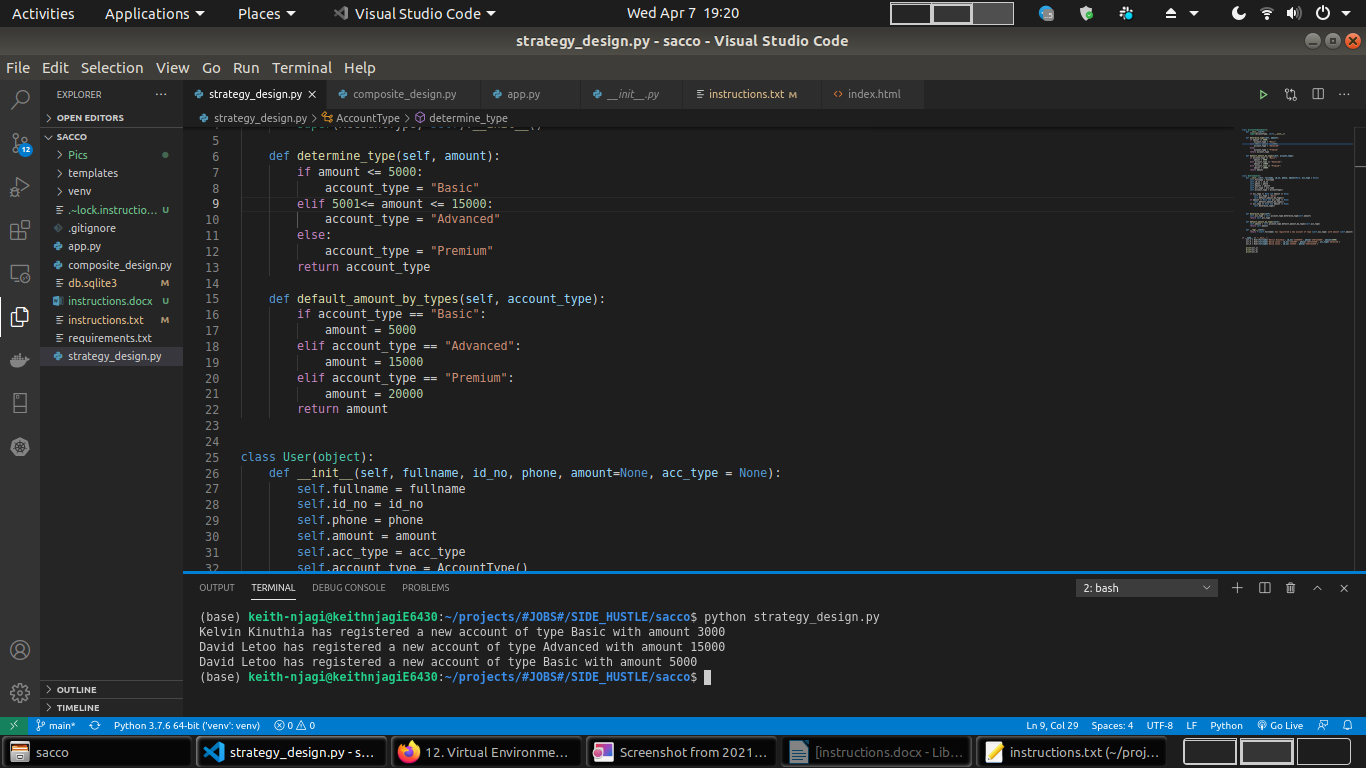 Activities Applications Places Visual Studio Code Wed Apr 7 19:20
strategy_design.py - sacco - Visual Studio Code
File Edit Selection View Go Run Terminal Help
EXPLORER ···
OPEN EDITORS
SACCO
Pics
templates
venv
.~lock.instructio... U
.gitignore
app.py
composite_design.py
db.sqlite3 M
instructions.docx U
instructions.txt M
requirements.txt
strategy_design.py
OUTLINE
TIMELINE
12
strategy_design.py composite_design.py app.py __init__.py instructions.txt M index.html
strategy_design.py > AccountType > determine_type
5
6 def determine_type(self, amount):
7 if amount <= 5000:
8 account_type = "Basic"
9 elif 5001<= amount <= 15000:
10 account_type = "Advanced"
11 else:
12 account_type = "Premium"
13 return account_type
14
15 def default_amount_by_types(self, account_type):
16 if account_type == "Basic":
17 amount = 5000
18 elif account_type == "Advanced":
19 amount = 15000
20 elif account_type == "Premium":
21 amount = 20000
22 return amount
23
24
25 class User(object):
26 def __init__(self, fullname, id_no, phone, amount=None, acc_type = None):
27 self.fullname = fullname
28 self.id_no = id_no
29 self.phone = phone
30 self.amount = amount
31 self.acc_type = acc_type
32 self.account_type = AccountType()
OUTPUT TERMINAL DEBUG CONSOLE PROBLEMS 2: bash
(base) keith-njagi@keithnjagiE6430:~/projects/#JOBS#/SIDE_HUSTLE/sacco$ python strategy_design.py
Kelvin Kinuthia has registered a new account of type Basic with amount 3000
David Letoo has registered a new account of type Advanced with amount 15000
David Letoo has registered a new account of type Basic with amount 5000
(base) keith-njagi@keithnjagiE6430:~/projects/#JOBS#/SIDE_HUSTLE/sacco$
main* Python 3.7.6 64-bit ('venv': venv) 0 0 Ln 9, Col 29 Spaces: 4 UTF-8 LF Python Go Live
sacco strategy_design.py - s... 12. Virtual Environme... Screenshot from 2021... [instructions.docx - Lib... instructions.txt (~/proj...